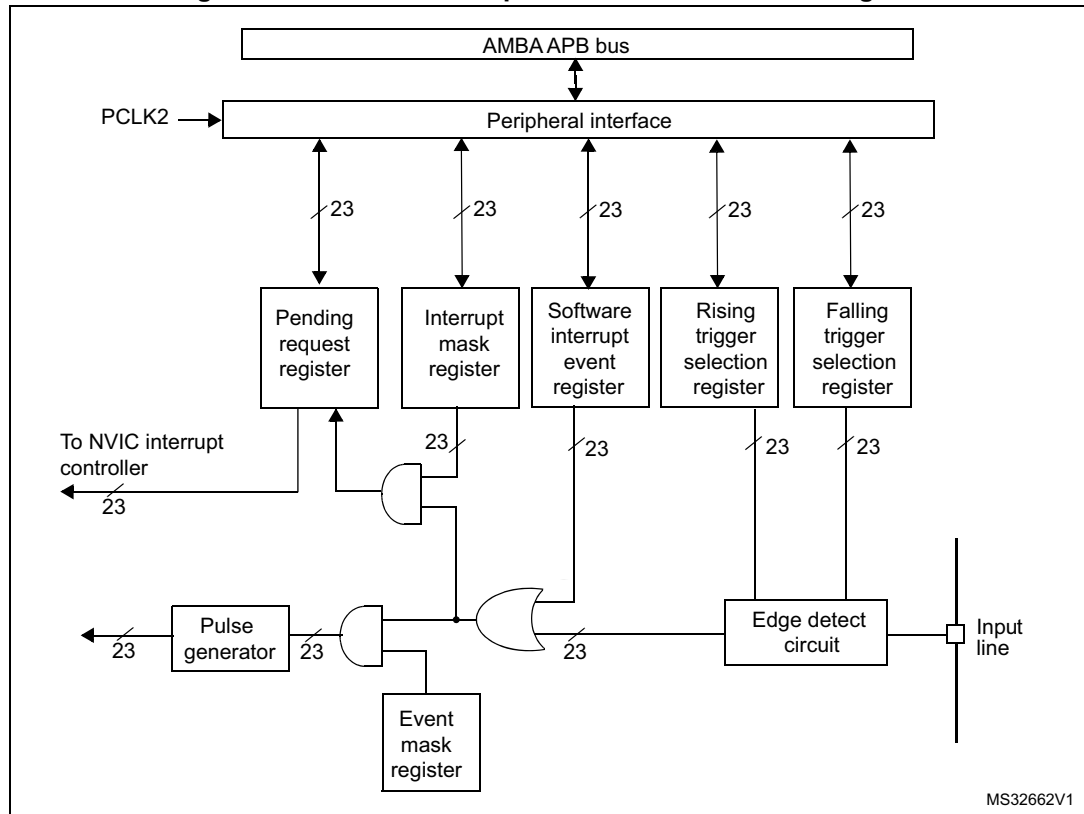 AMBA APB bus
PCLK2
Peripheral interface
23
23
23
23
23
Pending
request
register
Interrupt
mask
register
Software
interrupt
event
register
Rising
trigger
selection
register
Falling
trigger
selection
register
To NVIC interrupt
controller
23
23
23
23
23
Pulse
generator
23
23
23
Edge detect
circuit
Input
line
Event
mask
register
MS32662V1